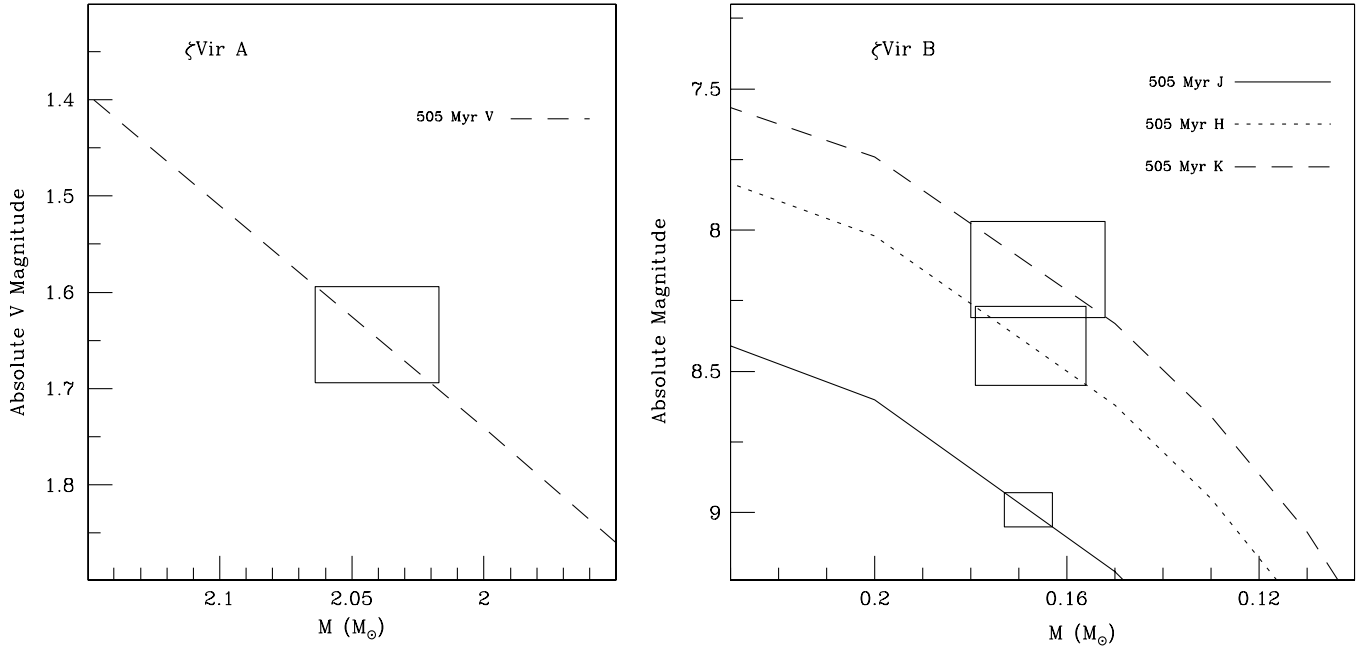 ζVir A
505 Myr V
1.4
1.5
1.6
1.7
1.8
Absolute V Magnitude
2.1
2.05
2
M (M⊙)
ζVir B
505 Myr J
505 Myr H
505 Myr K
7.5
8
8.5
9
Absolute Magnitude
0.2
0.16
0.12
M (M⊙)